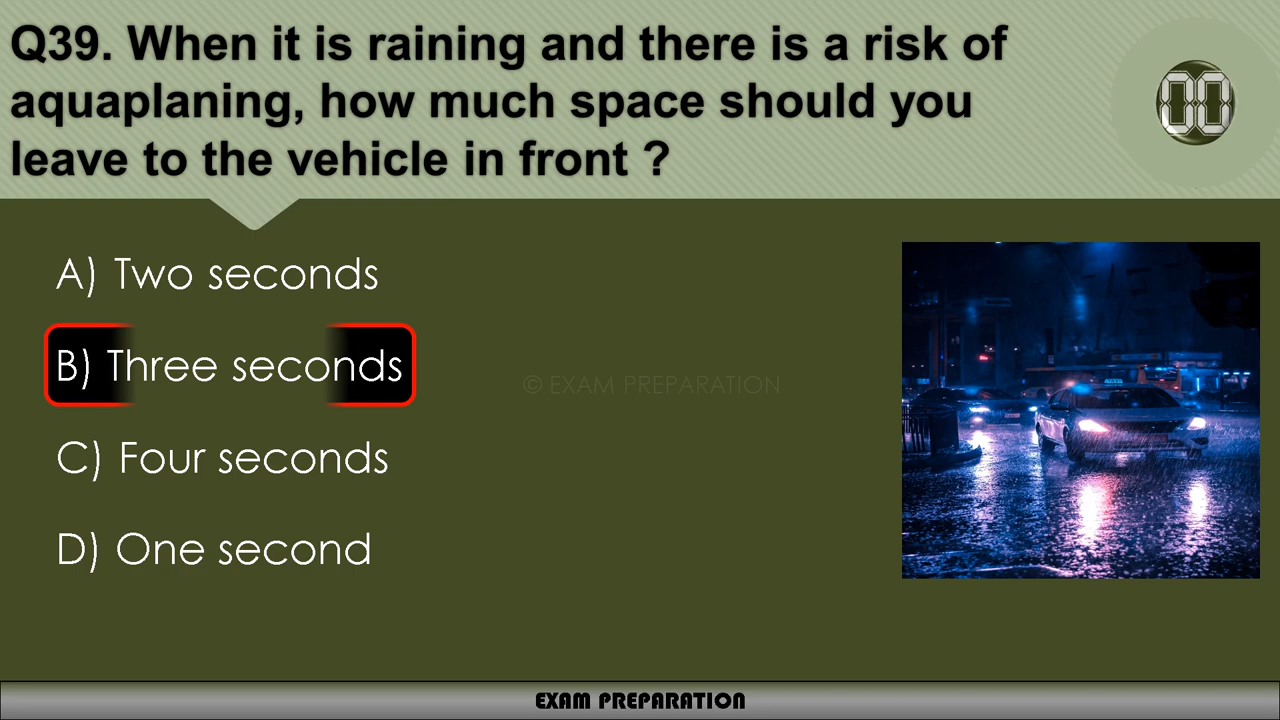 Q39. When it is raining and there is a risk of
aquaplaning, how much space should you
leave to the vehicle in front ?
00
A) Two seconds
B) Three seconds
© EXAM PREPARATION
C) Four seconds
D) One second
EXAM PREPARATION